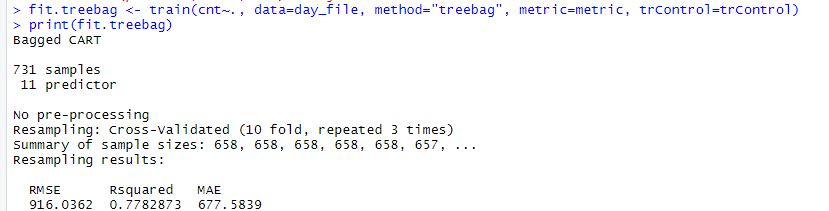 > fit.treebag <- train(cnt~., data=day_file, method="treebag", metric=metric, trControl=trControl)
> print(fit.treebag)
Bagged CART
731 samples
11 predictor
No pre-processing
Resampling: Cross-Validated (10 fold, repeated 3 times)
Summary of sample sizes: 658, 658, 658, 658, 658, 657, ...
Resampling results:
RMSE Rsquared MAE
916.0362 0.7782873 677.5839